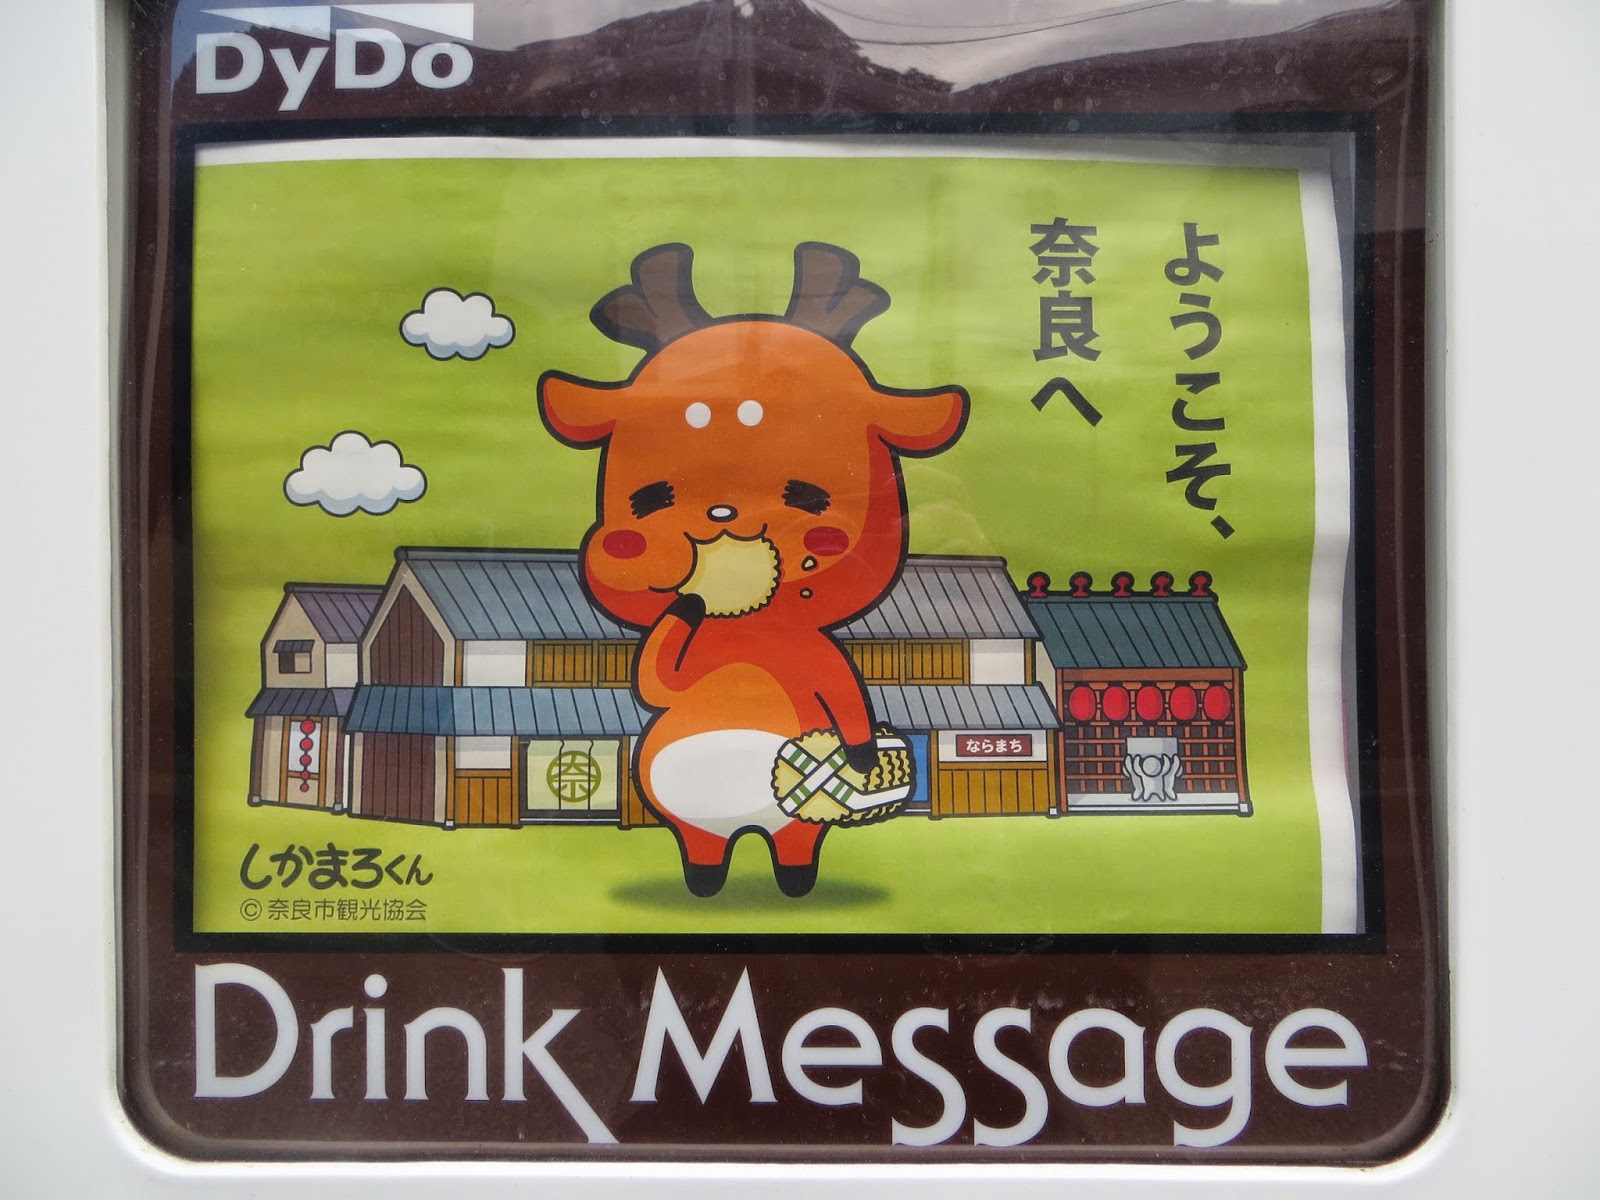 DyDo
ようこそ、
奈良へ
ならまち
奈
しかまろくん
© 奈良市観光協会
Drink Message